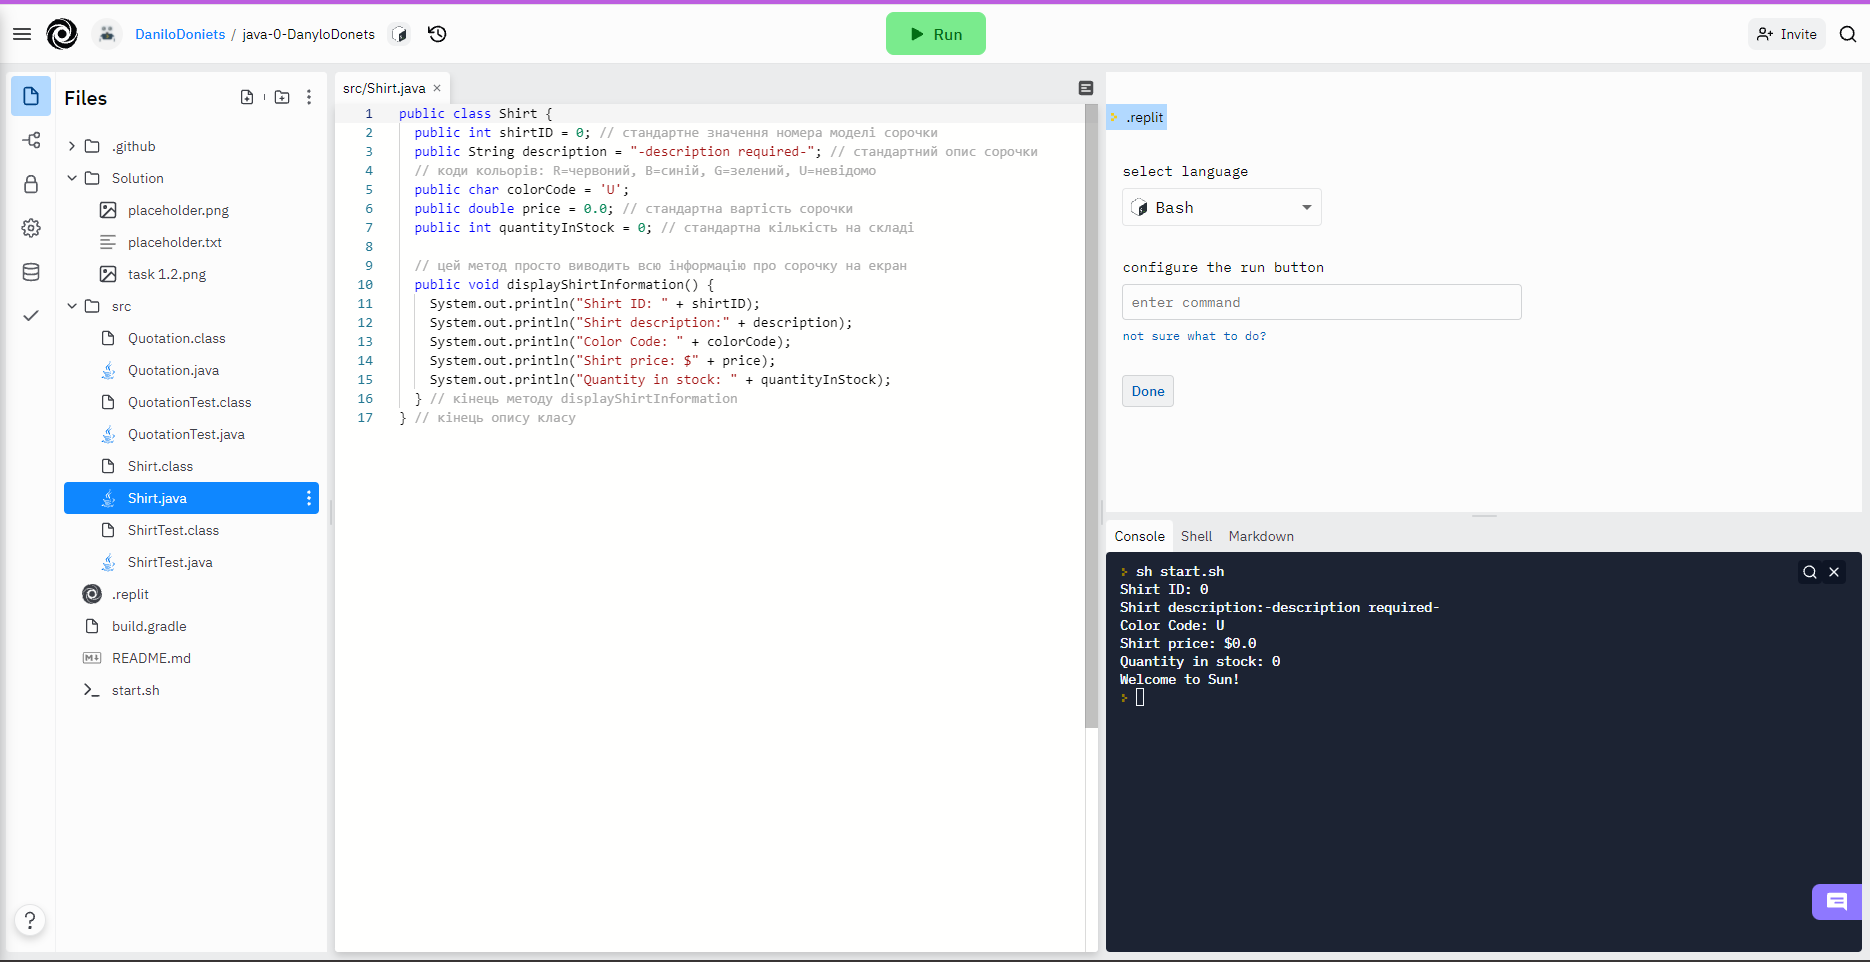 DaniloDoniets / java-0-DanyloDonets
Run
Invite
Files
.github
Solution
placeholder.png
placeholder.txt
task 1.2.png
src
Quotation.class
Quotation.java
QuotationTest.class
QuotationTest.java
Shirt.class
Shirt.java
ShirtTest.class
ShirtTest.java
.replit
build.gradle
README.md
start.sh
?
src/Shirt.java ×
1 public class Shirt {
2 public int shirtID = 0; // стандартне значення номера моделі сорочки
3 public String description = "-description required-"; // стандартний опис сорочки
4 // коди кольорів: R=червоний, B=синій, G=зелений, U=невідомо
5 public char colorCode = 'U';
6 public double price = 0.0; // стандартна вартість сорочки
7 public int quantityInStock = 0; // стандартна кількість на складі
8
9 // цей метод просто виводить всю інформацію про сорочку на екран
10 public void displayShirtInformation() {
11 System.out.println("Shirt ID: " + shirtID);
12 System.out.println("Shirt description:" + description);
13 System.out.println("Color Code: " + colorCode);
14 System.out.println("Shirt price: $" + price);
15 System.out.println("Quantity in stock: " + quantityInStock);
16 } // кінець методу displayShirtInformation
17 } // кінець опису класу
.replit
select language
Bash
configure the run button
enter command
not sure what to do?
Done
Console Shell Markdown
sh start.sh
Shirt ID: 0
Shirt description:-description required-
Color Code: U
Shirt price: $0.0
Quantity in stock: 0
Welcome to Sun!